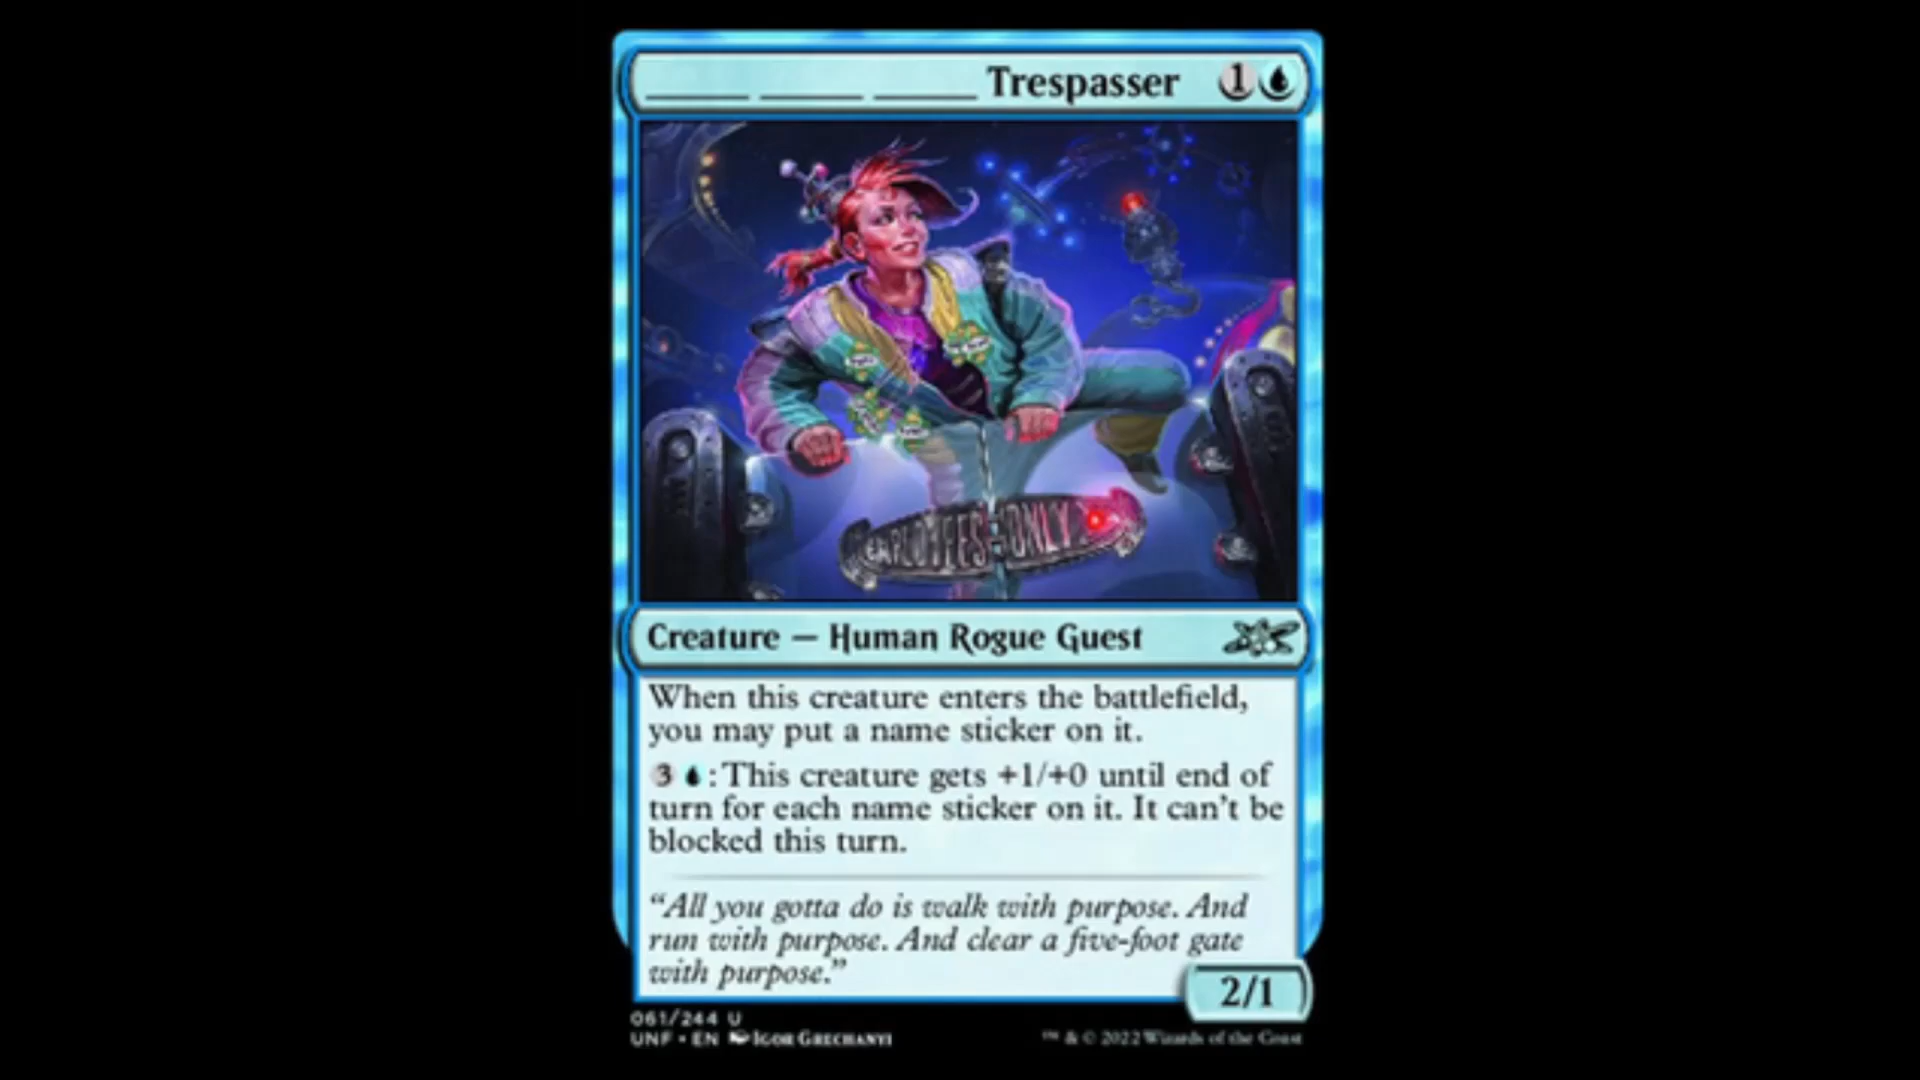 _____ _____ _____ Trespasser 1
EMPLOYEES ONLY
Creature — Human Rogue Guest
When this creature enters the battlefield,
you may put a name sticker on it.
3 : This creature gets +1/+0 until end of
turn for each name sticker on it. It can't be
blocked this turn.
"All you gotta do is walk with purpose. And
run with purpose. And clear a five-foot gate
with purpose."
2/1
061/244 U
UNF • EN IGOR GRECHANYI
™ & © 2022 Wizards of the Coast